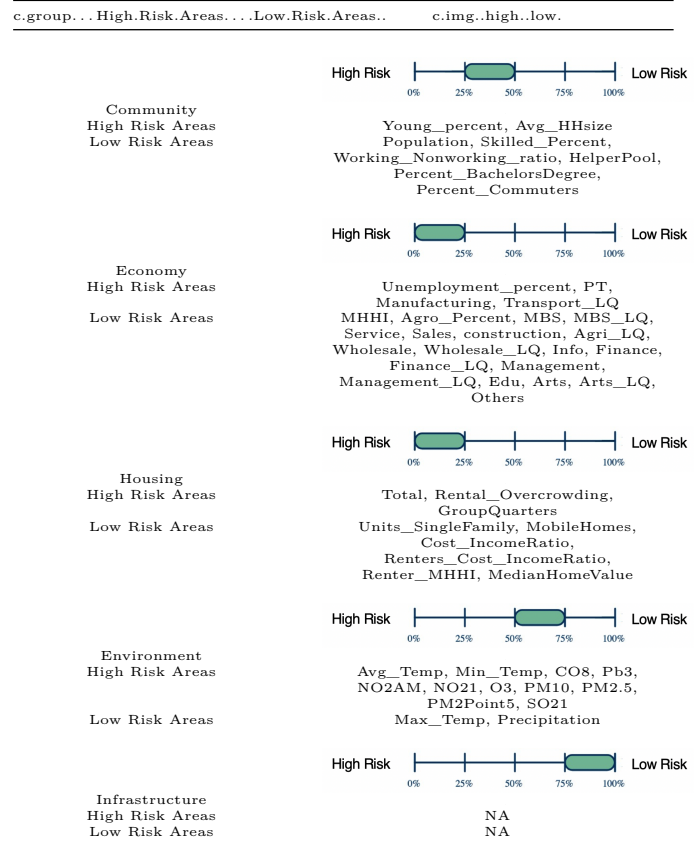 c.group...High.Risk.Areas....Low.Risk.Areas.. c.img..high..low.
High Risk Low Risk
0% 25% 50% 75% 100%
Community
High Risk Areas Young_percent, Avg_HHsize
Low Risk Areas Population, Skilled_Percent,
Working_Nonworking_ratio, HelperPool,
Percent_BachelorsDegree,
Percent_Commuters
High Risk Low Risk
0% 25% 50% 75% 100%
Economy
High Risk Areas Unemployment_percent, PT,
Manufacturing, Transport_LQ
Low Risk Areas MHHI, Agro_Percent, MBS, MBS_LQ,
Service, Sales, construction, Agri_LQ,
Wholesale, Wholesale_LQ, Info, Finance,
Finance_LQ, Management,
Management_LQ, Edu, Arts, Arts_LQ,
Others
High Risk Low Risk
0% 25% 50% 75% 100%
Housing
High Risk Areas Total, Rental_Overcrowding,
GroupQuarters
Low Risk Areas Units_SingleFamily, MobileHomes,
Cost_IncomeRatio,
Renters_Cost_IncomeRatio,
Renter_MHHI, MedianHomeValue
High Risk Low Risk
0% 25% 50% 75% 100%
Environment
High Risk Areas Avg_Temp, Min_Temp, CO8, Pb3,
NO2AM, NO21, O3, PM10, PM2.5,
PM2Point5, SO21
Low Risk Areas Max_Temp, Precipitation
High Risk Low Risk
0% 25% 50% 75% 100%
Infrastructure
High Risk Areas NA
Low Risk Areas NA